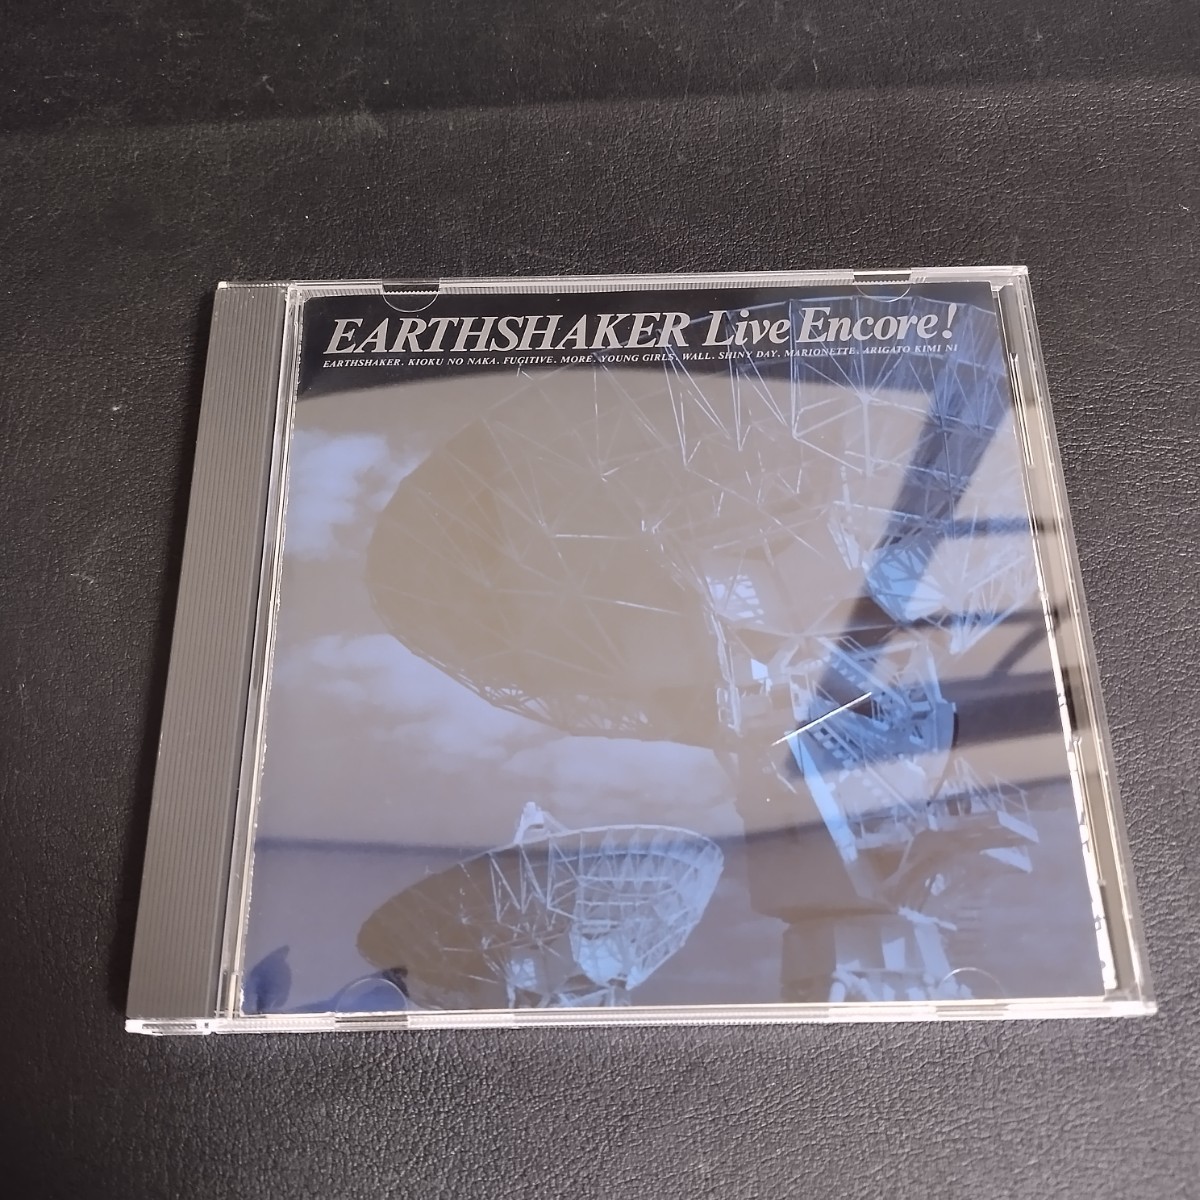 EARTHSHAKER Live Encore!
EARTHSHAKER. KIOKU NO NAKA. FUGITIVE. MORE. YOUNG GIRLS. WALL. SHINY DAY. MARIONETTE. ARIGATO KIMI NI